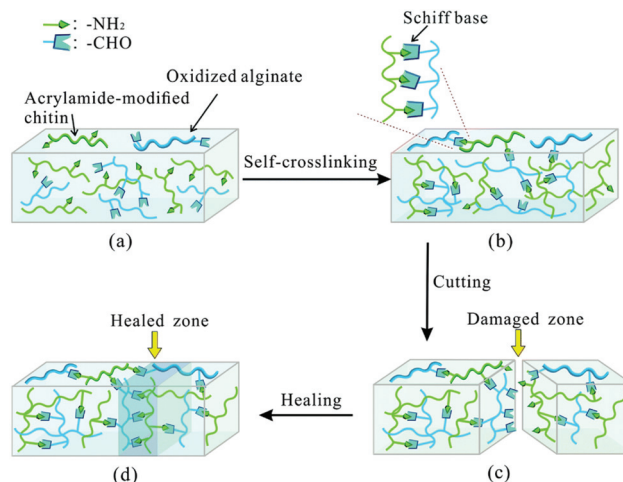 : -NH₂
: -CHO
Schiff base
Oxidized alginate
Acrylamide-modified
chitin
Self-crosslinking
(a)
(b)
Cutting
Healed zone
Damaged zone
Healing
(d)
(c)